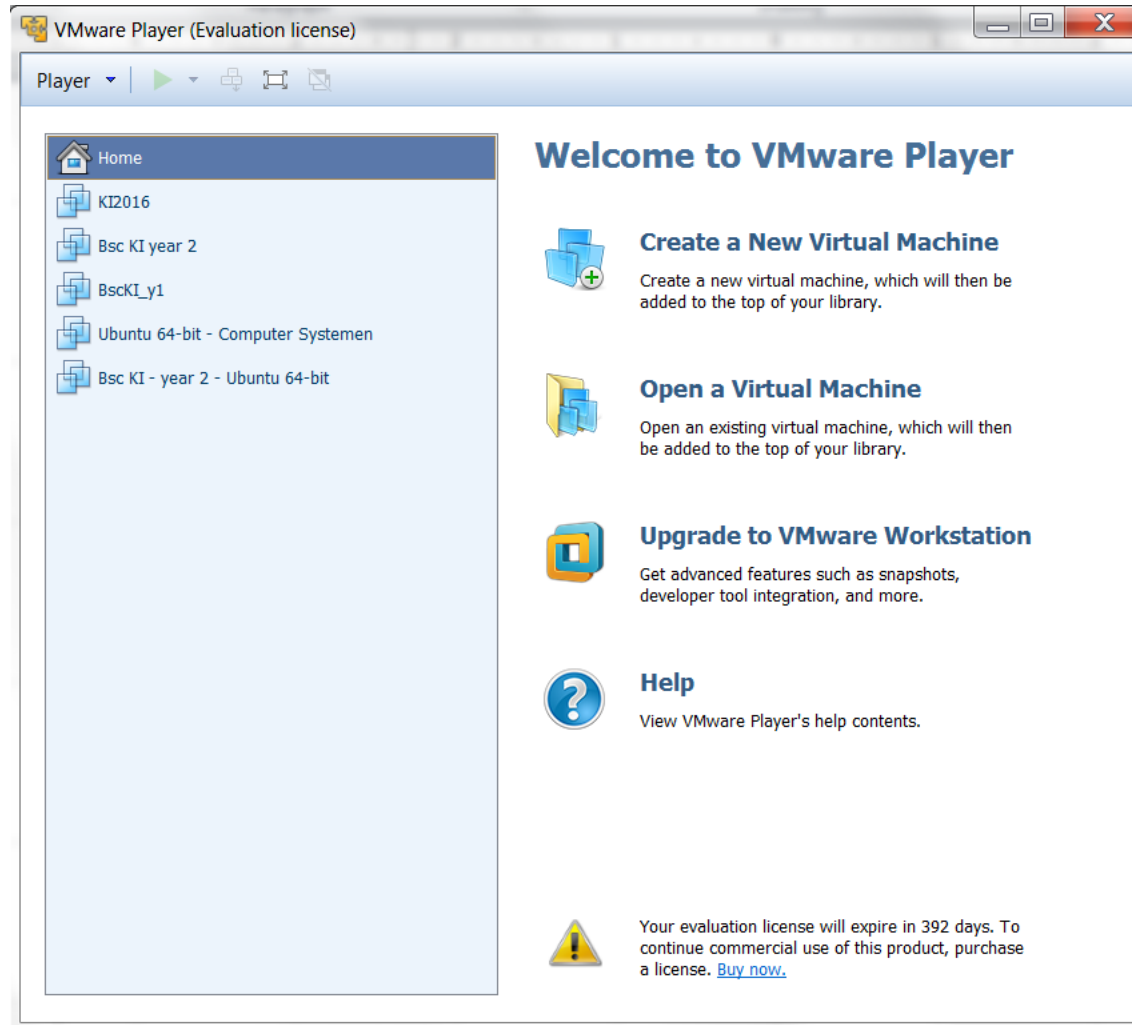 VMware Player (Evaluation license)
Player
Home
KI2016
Bsc KI year 2
BscKI_y1
Ubuntu 64-bit - Computer Systemen
Bsc KI - year 2 - Ubuntu 64-bit
Welcome to VMware Player
Create a New Virtual Machine
Create a new virtual machine, which will then be
added to the top of your library.
Open a Virtual Machine
Open an existing virtual machine, which will then
be added to the top of your library.
Upgrade to VMware Workstation
Get advanced features such as snapshots,
developer tool integration, and more.
Help
View VMware Player's help contents.
Your evaluation license will expire in 392 days. To
continue commercial use of this product, purchase
a license. Buy now.